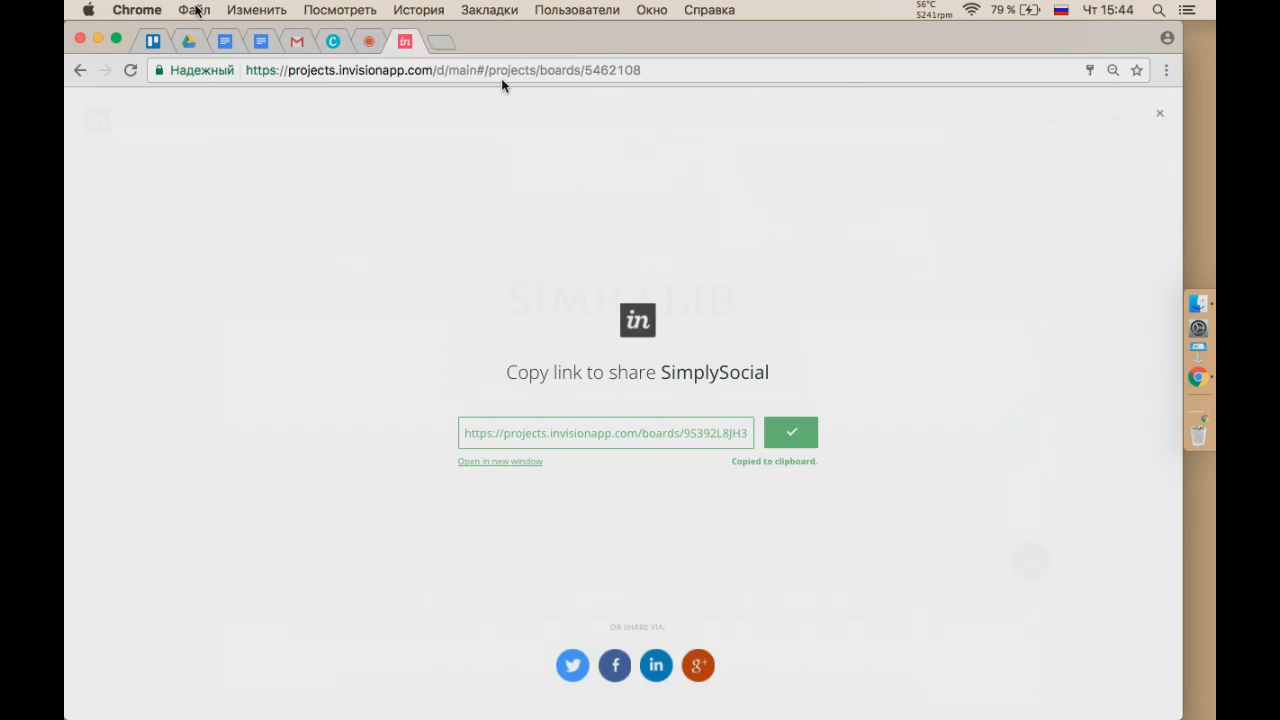 Chrome Файл Изменить Посмотреть История Закладки Пользователи Окно Справка 56°C 5241rpm 79 % Чт 15:44
Надежный https://projects.invisionapp.com/d/main#/projects/boards/5462108
in
Copy link to share SimplySocial
https://projects.invisionapp.com/boards/9S392L8JH3
Open in new window Copied to clipboard.
OR SHARE VIA: